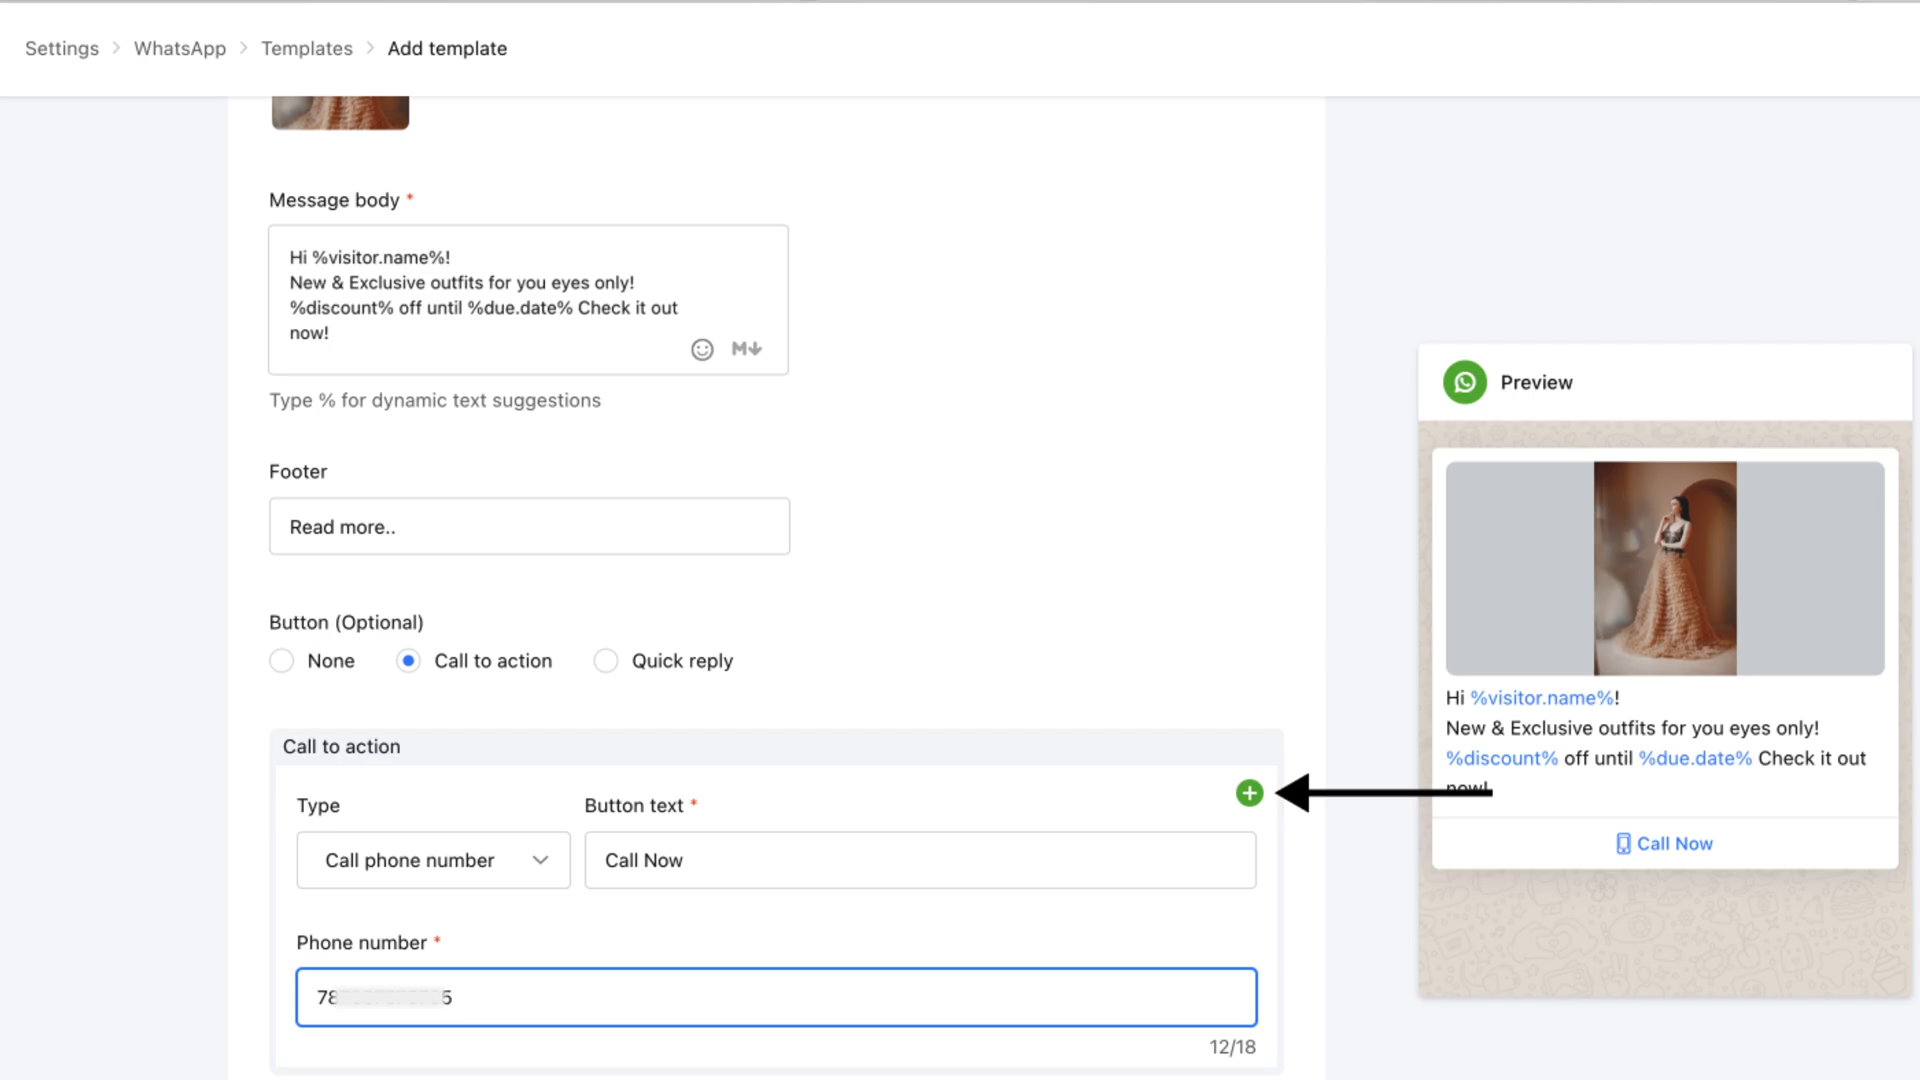 Settings > WhatsApp > Templates > Add template
Message body *
Hi %visitor.name%!
New & Exclusive outfits for you eyes only!
%discount% off until %due.date% Check it out
now!
M
Type % for dynamic text suggestions
Footer
Read more..
Button (Optional)
None
Call to action
Quick reply
Call to action
Type
Button text *
Call phone number
Call Now
Phone number *
12/18
Preview
Hi %visitor.name%!
New & Exclusive outfits for you eyes only!
%discount% off until %due.date% Check it out
now!
Call Now